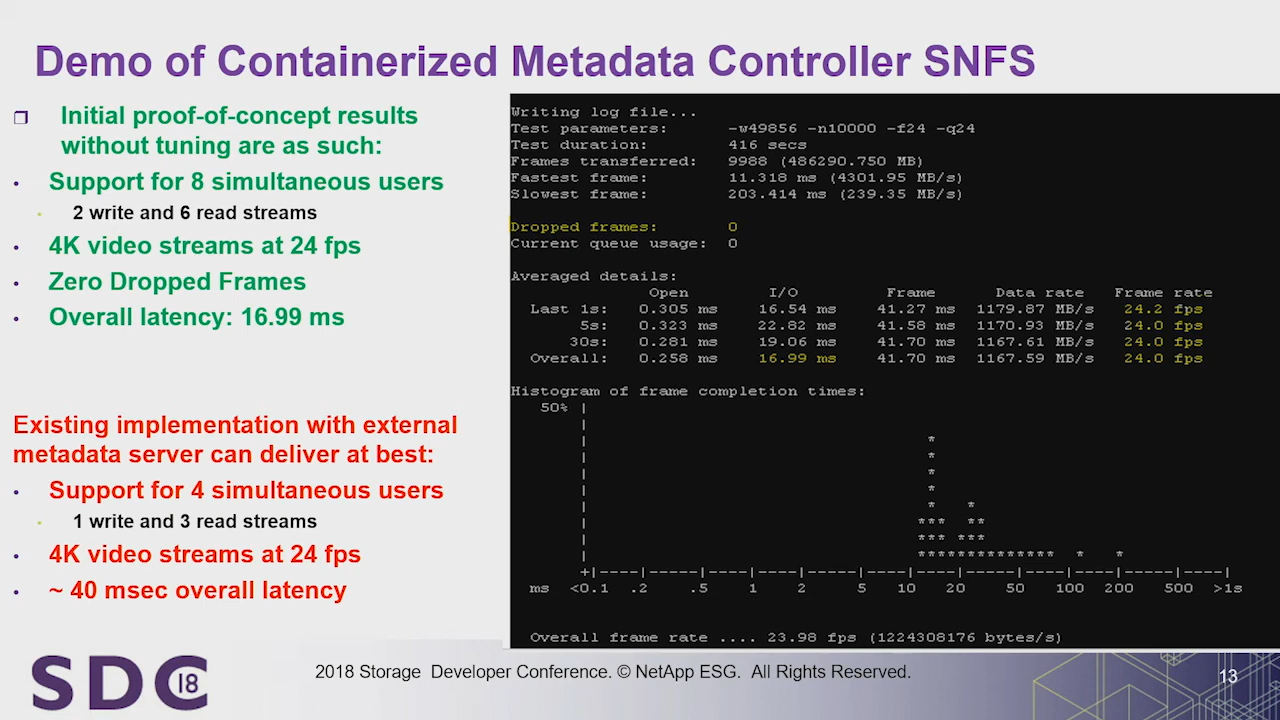 Demo of Containerized Metadata Controller SNFS
Initial proof-of-concept results
without tuning are as such:
Support for 8 simultaneous users
2 write and 6 read streams
4K video streams at 24 fps
Zero Dropped Frames
Overall latency: 16.99 ms
Existing implementation with external
metadata server can deliver at best:
Support for 4 simultaneous users
1 write and 3 read streams
4K video streams at 24 fps
~ 40 msec overall latency
Writing log file...
Test parameters: -w49856 -n10000 -f24 -q24
Test duration: 416 secs
Frames transferred: 9988 (486290.750 MB)
Fastest frame: 11.318 ms (4301.95 MB/s)
Slowest frame: 203.414 ms (239.35 MB/s)
Dropped frames: 0
Current queue usage: 0
Averaged details:
Open I/O Frame Data rate Frame rate
Last 1s: 0.305 ms 16.54 ms 41.27 ms 1179.87 MB/s 24.2 fps
5s: 0.323 ms 22.82 ms 41.58 ms 1170.93 MB/s 24.0 fps
30s: 0.281 ms 19.06 ms 41.70 ms 1167.61 MB/s 24.0 fps
Overall: 0.258 ms 16.99 ms 41.70 ms 1167.59 MB/s 24.0 fps
Histogram of frame completion times:
50% |
|
|     *
|     *
|     *
|     *
|     *   *
|    ***  **
|    *** ***
|    **************  *   *
+|----|-----|----|----|-----|----|----|-----|----|----|-----|----|
ms <0.1 .2 .5 1 2 5 10 20 50 100 200 500 >1s
Overall frame rate .... 23.98 fps (1224308176 bytes/s)
SDC 18
2018 Storage Developer Conference. © NetApp ESG. All Rights Reserved.
13